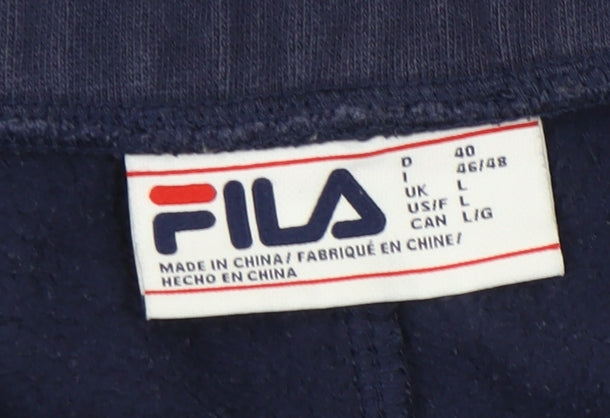 FILA
D 40
I 46/48
UK L
US/F L
CAN L/G
MADE IN CHINA/ FABRIQUÉ EN CHINE/
HECHO EN CHINA